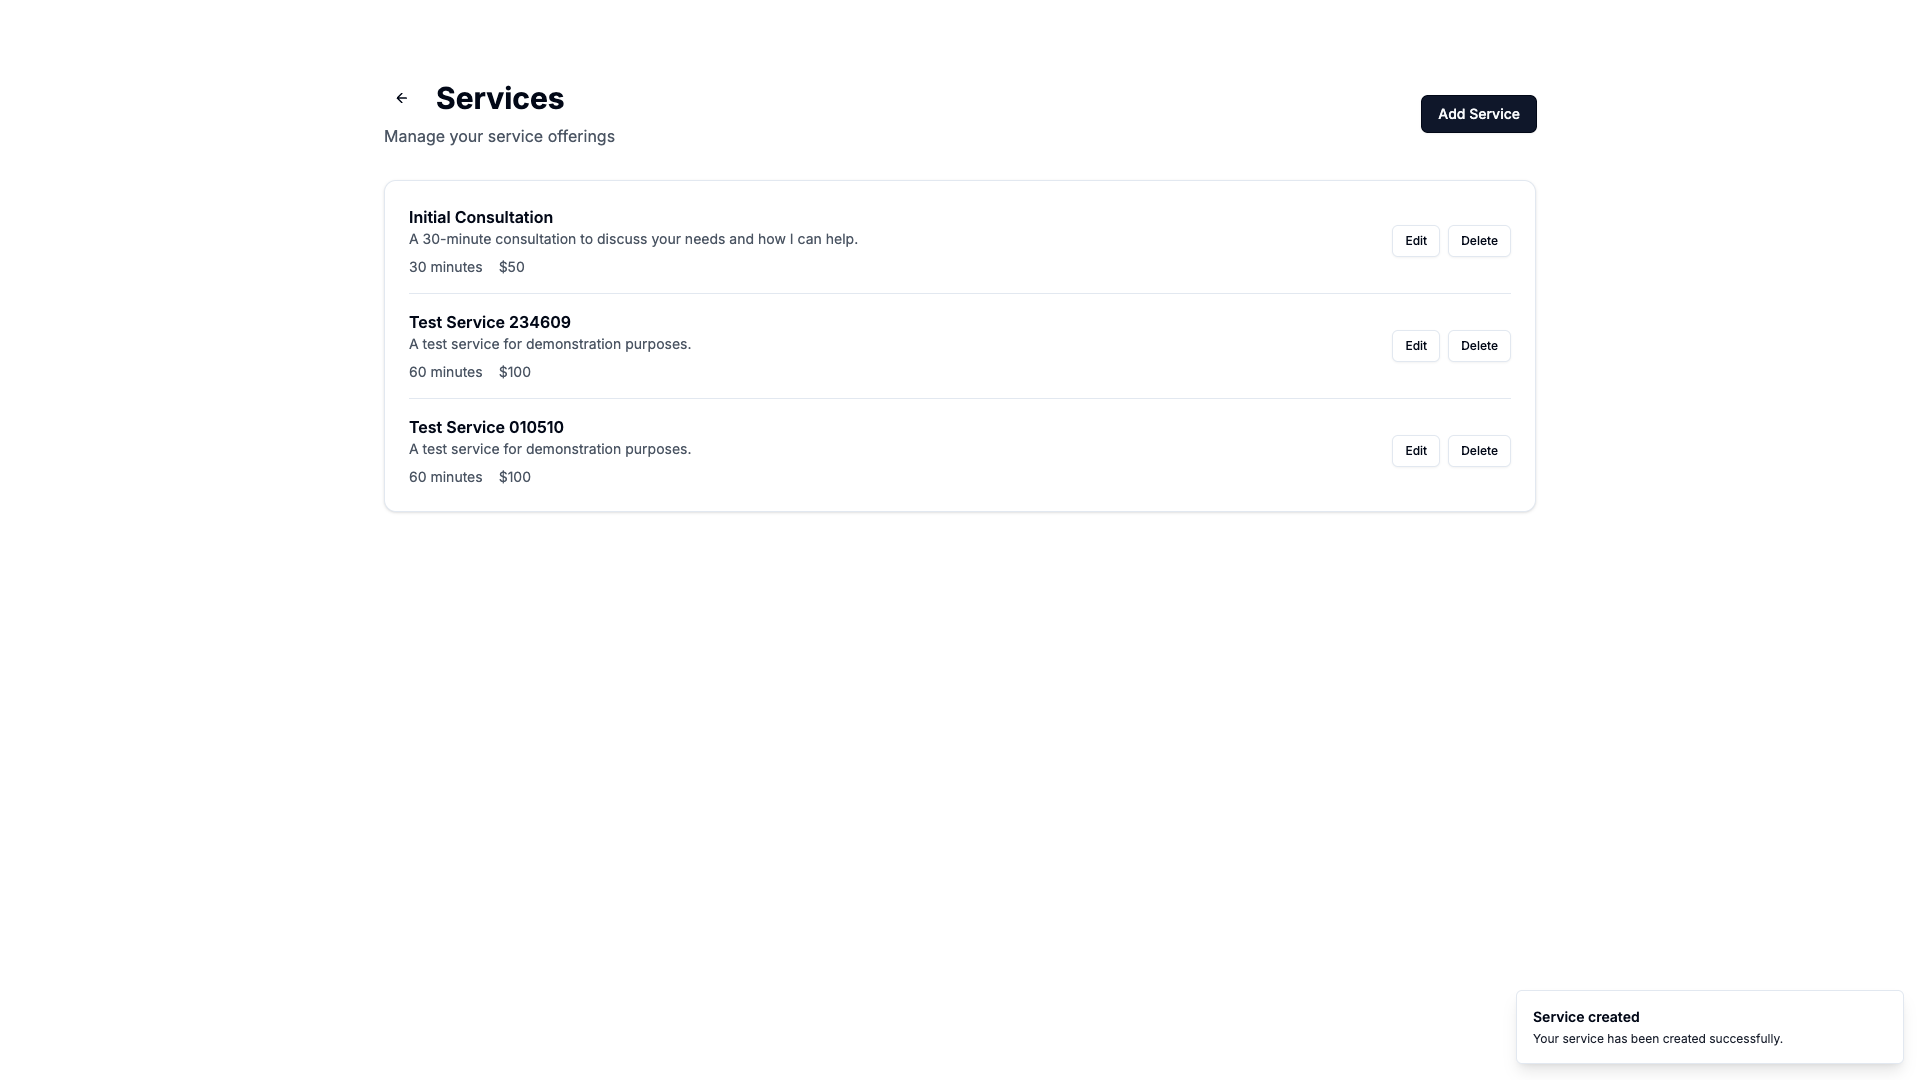 Services
Manage your service offerings
Add Service
Initial Consultation
A 30-minute consultation to discuss your needs and how I can help.
30 minutes $50
Edit Delete
Test Service 234609
A test service for demonstration purposes.
60 minutes $100
Edit Delete
Test Service 010510
A test service for demonstration purposes.
60 minutes $100
Edit Delete
Service created
Your service has been created successfully.